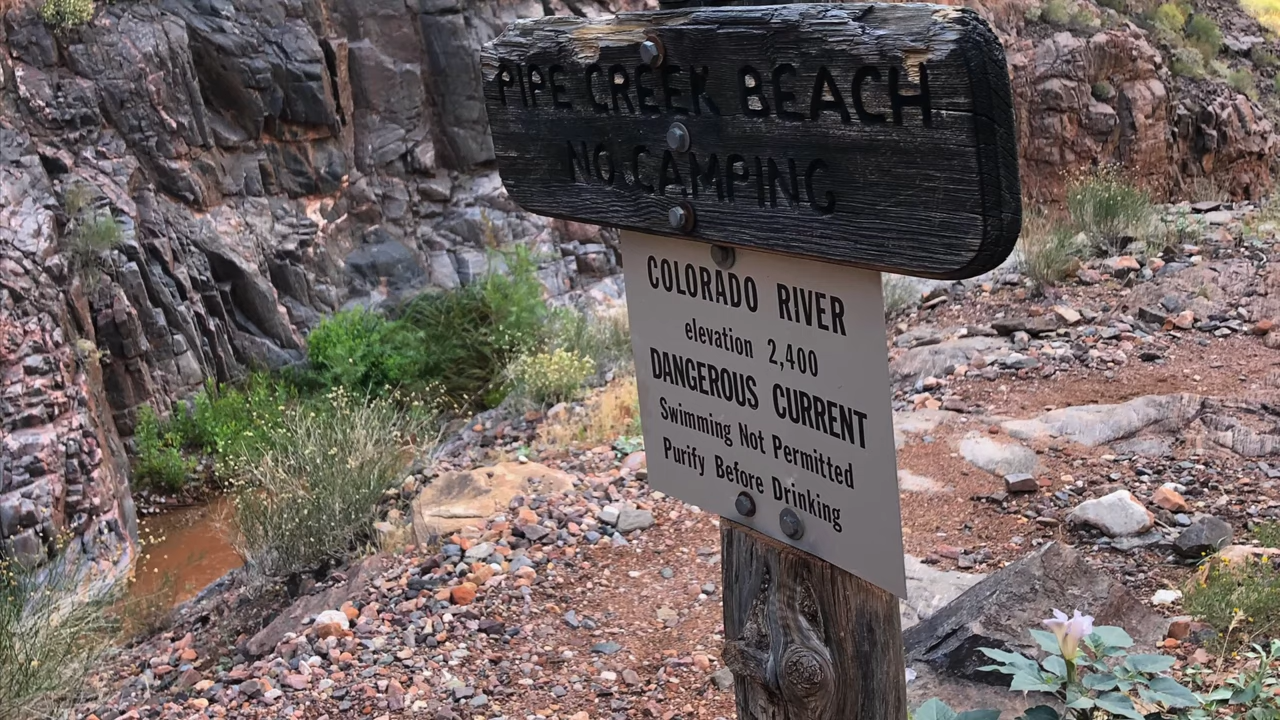 PIPE CREEK BEACH
NO CAMPING
COLORADO RIVER
elevation 2,400
DANGEROUS CURRENT
Swimming Not Permitted
Purify Before Drinking